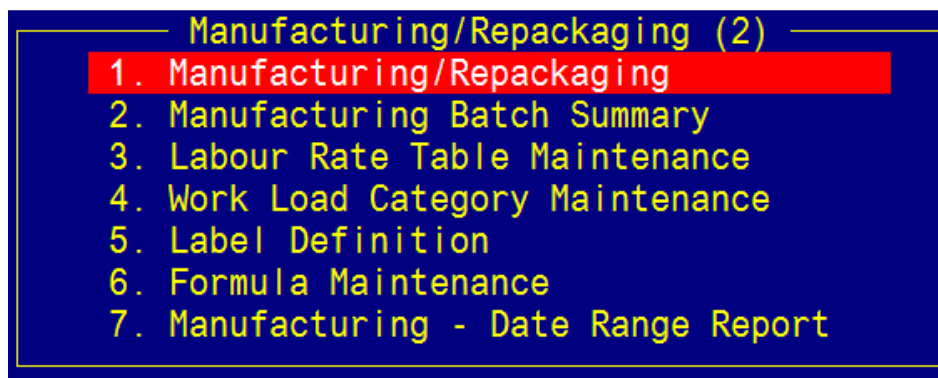 Manufacturing/Repackaging (2)
1. Manufacturing/Repackaging
2. Manufacturing Batch Summary
3. Labour Rate Table Maintenance
4. Work Load Category Maintenance
5. Label Definition
6. Formula Maintenance
7. Manufacturing - Date Range Report